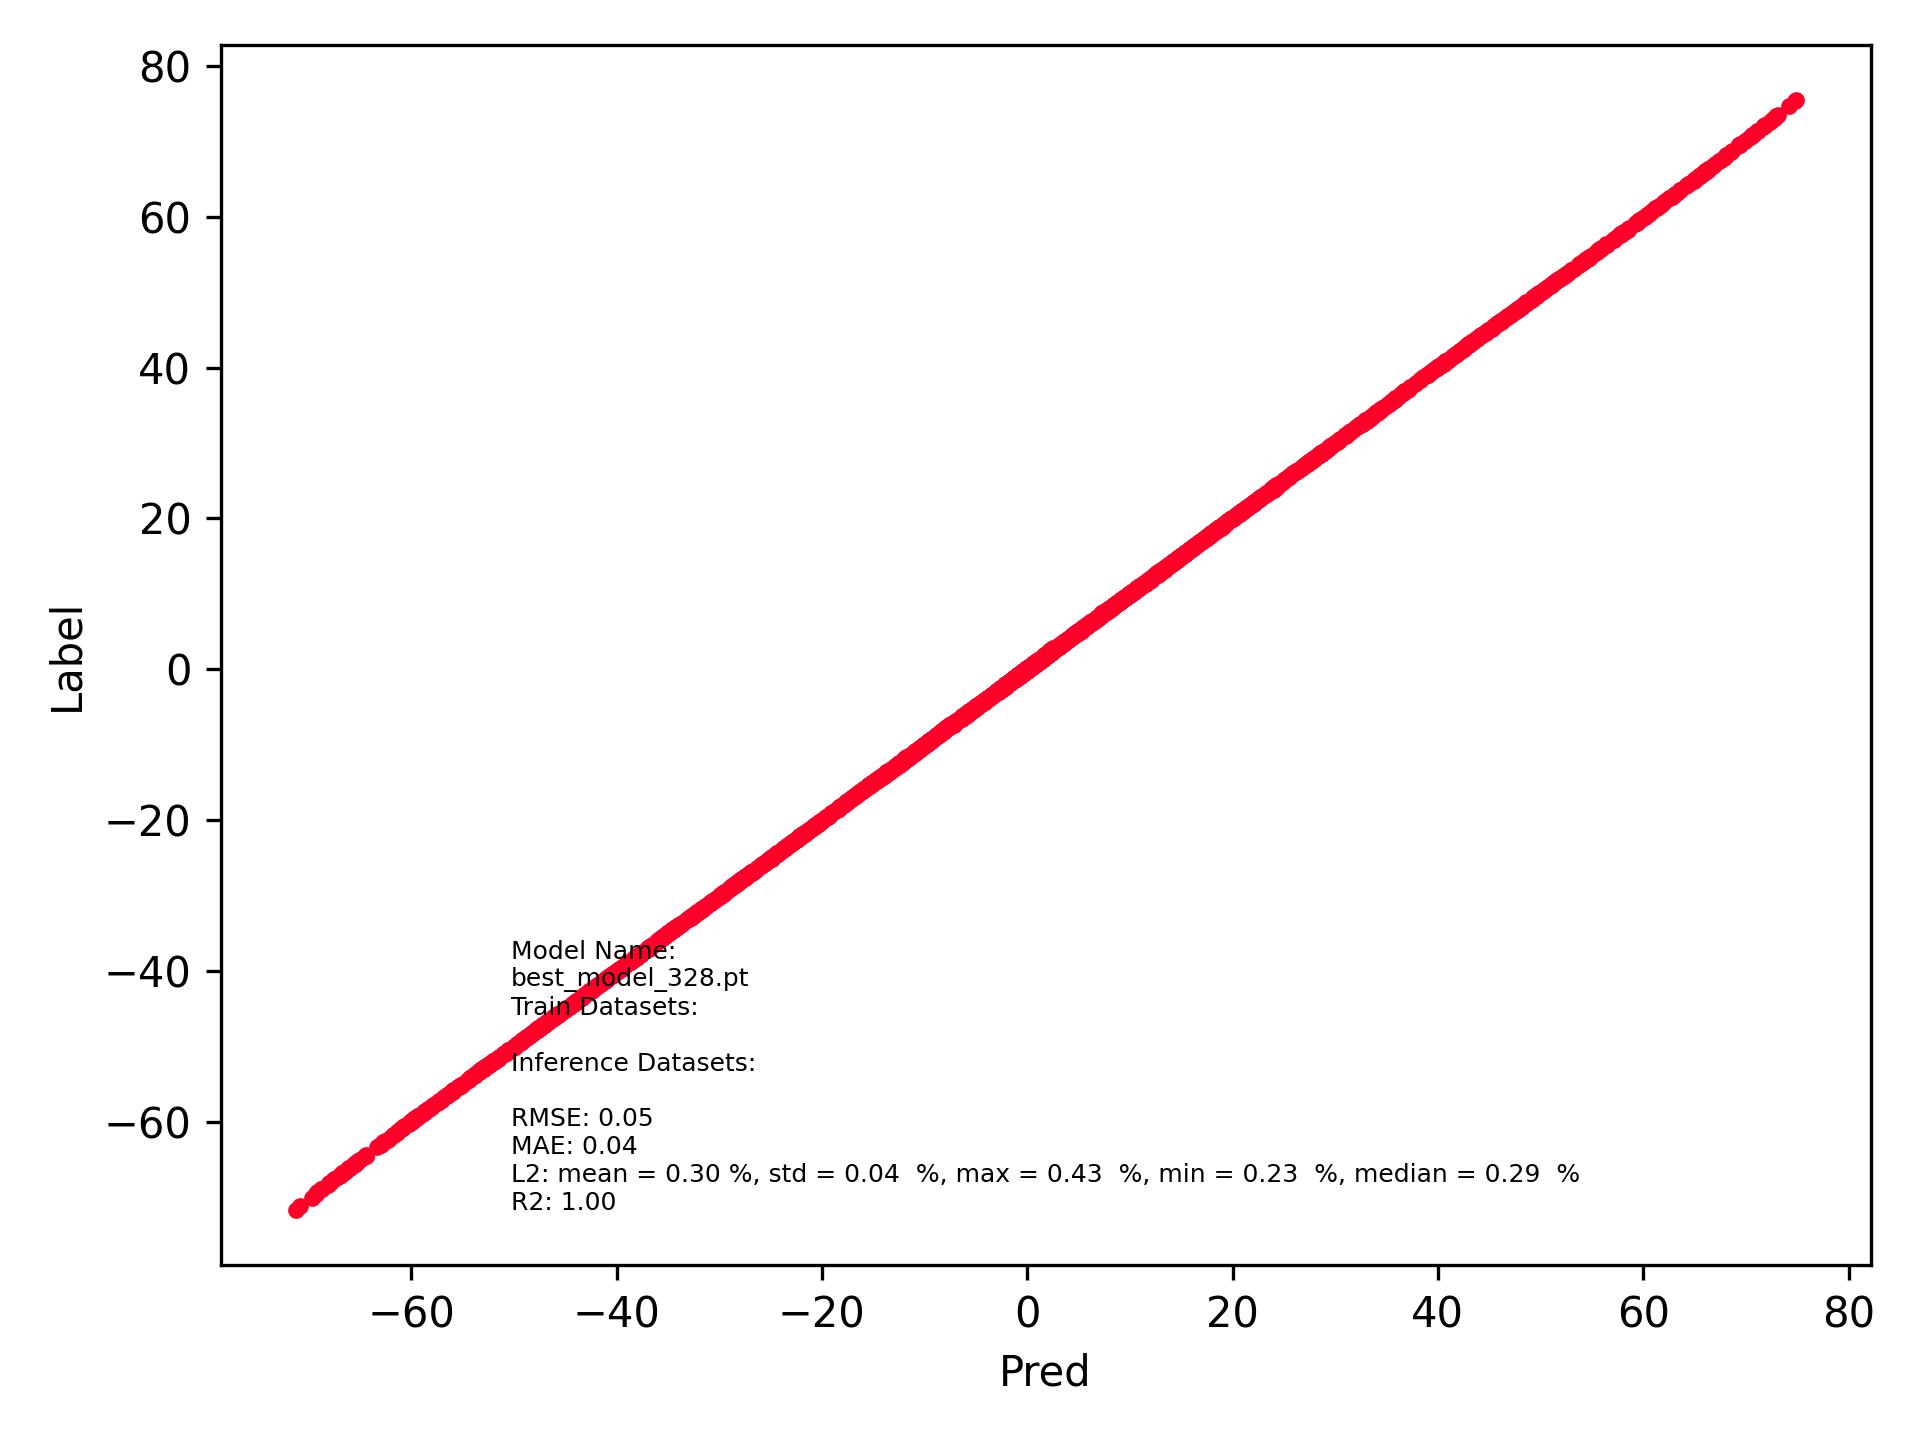 80
60
40
20
0
−20
−40
−60
Label
Model Name:
best_model_328.pt
Train Datasets:
Inference Datasets:
RMSE: 0.05
MAE: 0.04
L2: mean = 0.30 %, std = 0.04  %, max = 0.43  %, min = 0.23  %, median = 0.29  %
R2: 1.00
−60 −40 −20 0 20 40 60 80
Pred